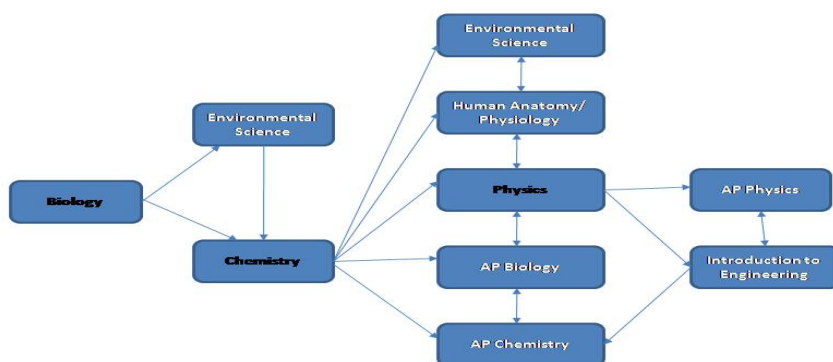 Environmental
Science
Human Anatomy/
Physiology
Environmental
Science
Biology
Physics
AP Physics
Chemistry
AP Biology
Introduction to
Engineering
AP Chemistry